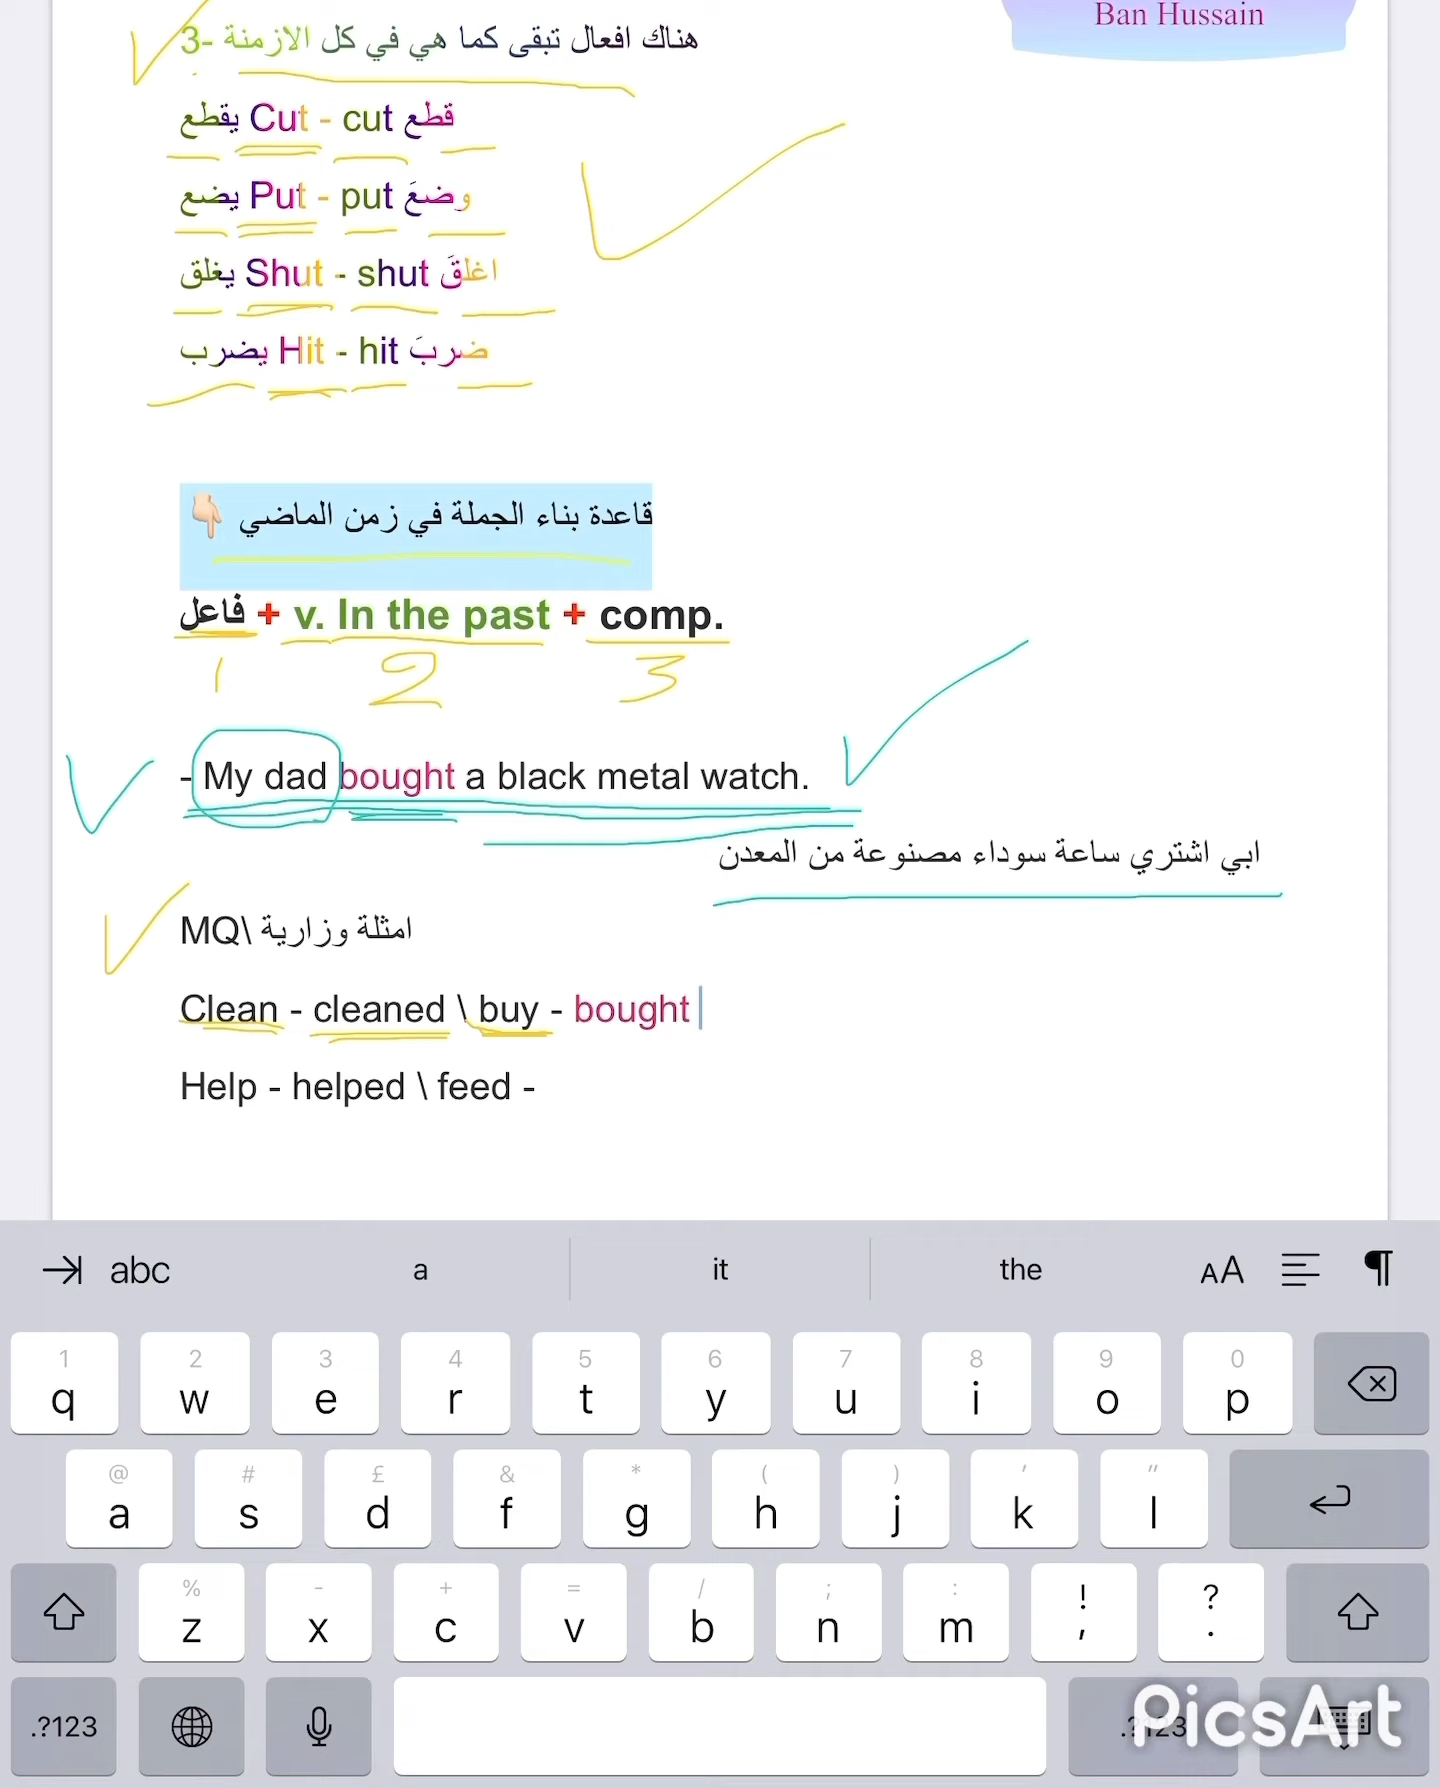 Ban Hussain
3- هناك افعال تبقى كما هي في كل الازمنة
يقطع Cut - cut قطع
يضع Put - put وضعَ
يغلق Shut - shut اغلقَ
يضرب Hit - hit ضربَ
قاعدة بناء الجملة في زمن الماضي 👇🏻
فاعل + v. In the past + comp.
1 2 3
- My dad bought a black metal watch.
ابي اشتري ساعة سوداء مصنوعة من المعدن
MQ\ امثلة وزارية
Clean - cleaned \ buy - bought
Help - helped \ feed -
abc a it the AA ¶
1 2 3 4 5 6 7 8 9 0
q w e r t y u i o p
@ # £ & * ( ) ' "
a s d f g h j k l
% - + = / ; : ! ?
z x c v b n m , .
.?123 .?123
PicsArt